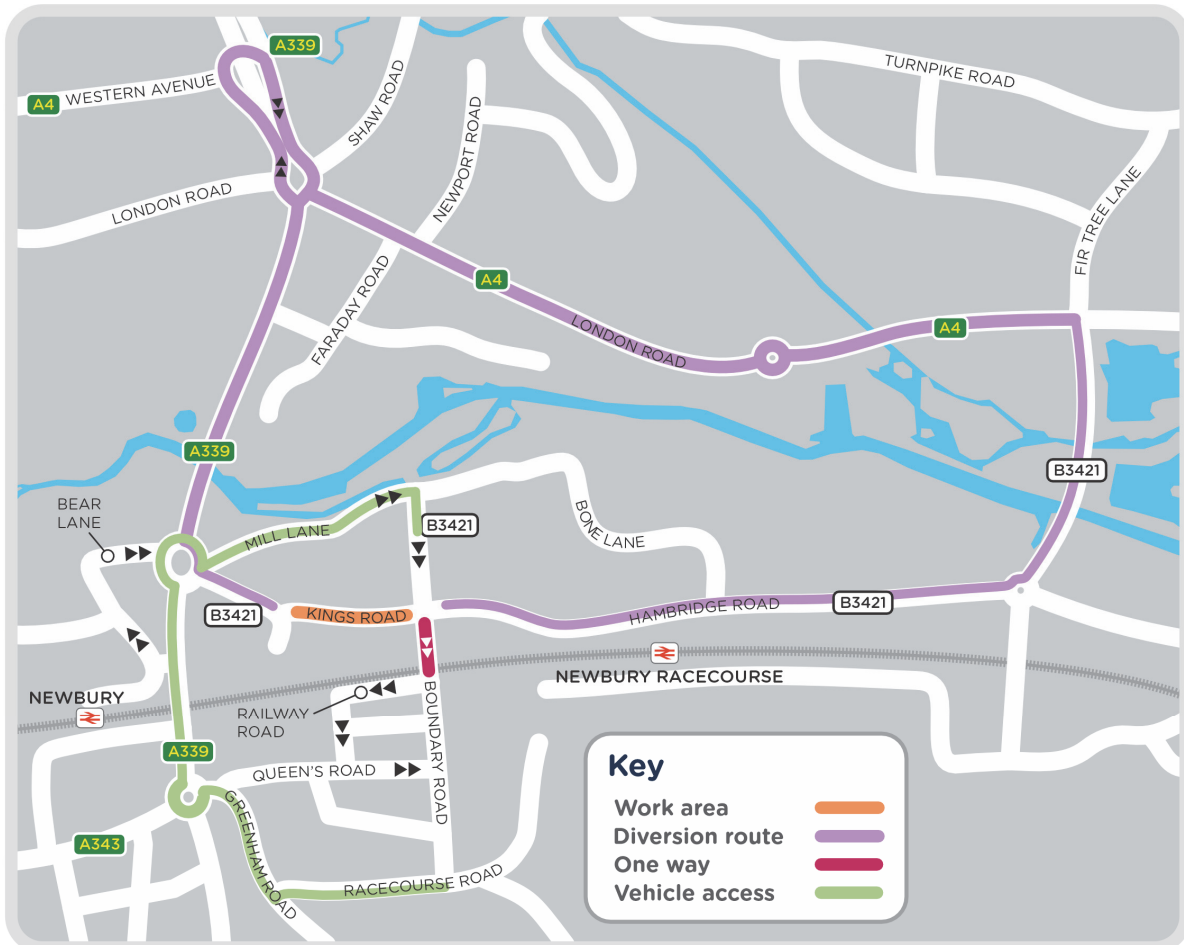 A339
TURNPIKE ROAD
A4
WESTERN AVENUE
SHAW ROAD
NEWPORT ROAD
LONDON ROAD
FIR TREE LANE
FARADAY ROAD
A4
LONDON ROAD
A4
A339
B3421
BEAR
LANE
MILL LANE
B3421
BONE LANE
B3421
KINGS ROAD
HAMBRIDGE ROAD
B3421
NEWBURY
NEWBURY RACECOURSE
RAILWAY
ROAD
BOUNDARY ROAD
A339
QUEEN'S ROAD
GREENHAM ROAD
A343
RACECOURSE ROAD
Key
Work area
Diversion route
One way
Vehicle access